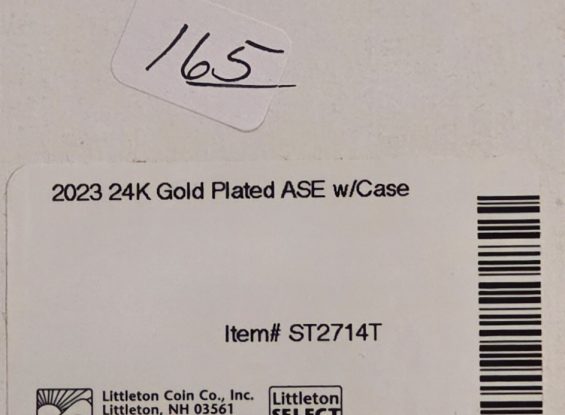 165
2023 24K Gold Plated ASE w/Case
Item# ST2714T
Littleton Coin Co., Inc.
Littleton, NH 03561
Littleton
SELECT